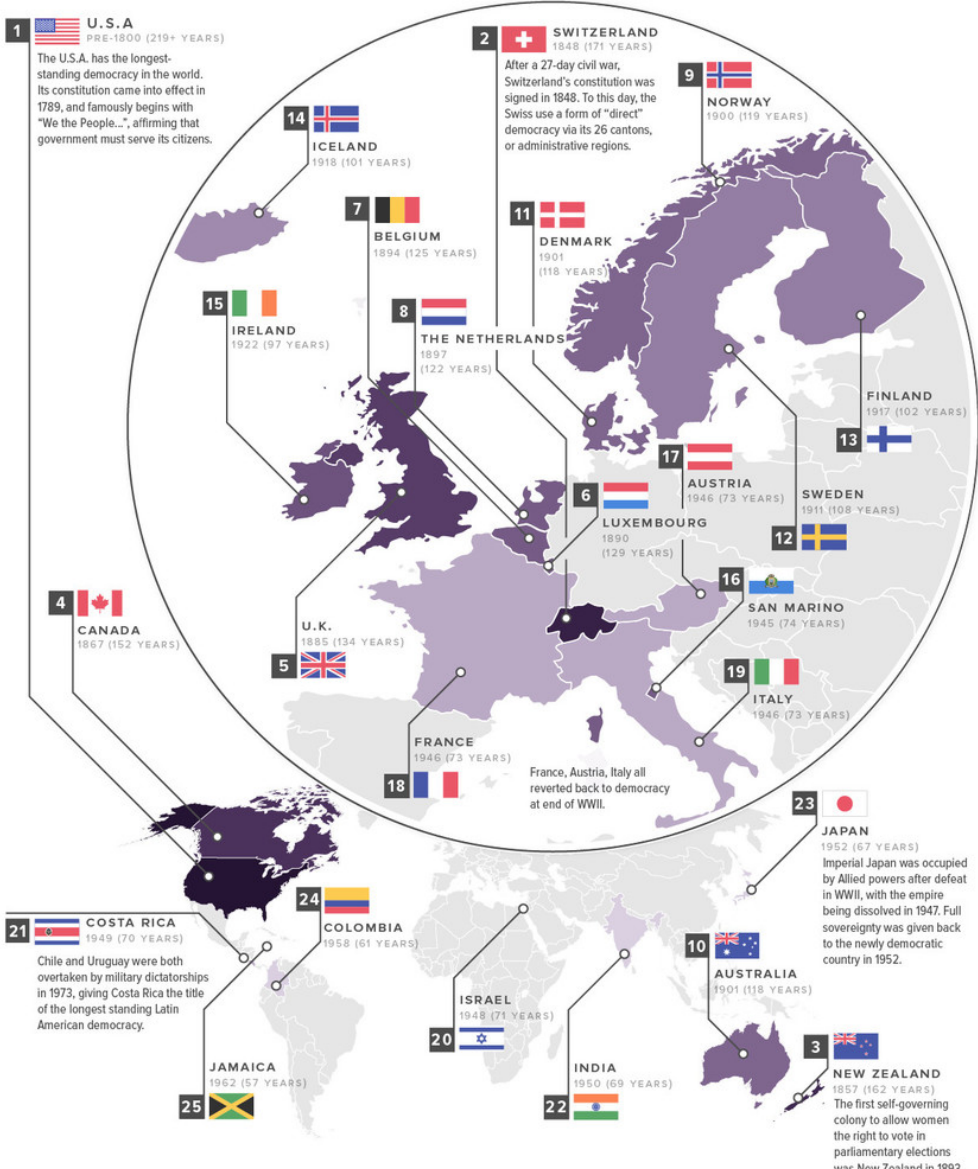 1
U.S.A
PRE-1800 (219+ YEARS)
The U.S.A. has the longest-
standing democracy in the world.
Its constitution came into effect in
1789, and famously begins with
“We the People...”, affirming that
government must serve its citizens.
2
SWITZERLAND
1848 (171 YEARS)
After a 27-day civil war,
Switzerland’s constitution was
signed in 1848. To this day, the
Swiss use a form of “direct”
democracy via its 26 cantons,
or administrative regions.
9
NORWAY
1900 (119 YEARS)
14
ICELAND
1918 (101 YEARS)
7
BELGIUM
1894 (125 YEARS)
11
DENMARK
1901
(118 YEARS)
15
IRELAND
1922 (97 YEARS)
8
THE NETHERLANDS
1897
(122 YEARS)
FINLAND
1917 (102 YEARS)
13
17
AUSTRIA
1946 (73 YEARS)
6
LUXEMBOURG
1890
(129 YEARS)
SWEDEN
1911 (108 YEARS)
12
16
SAN MARINO
1945 (74 YEARS)
4
CANADA
1867 (152 YEARS)
U.K.
1885 (134 YEARS)
5
19
ITALY
1946 (73 YEARS)
FRANCE
1946 (73 YEARS)
18
France, Austria, Italy all
reverted back to democracy
at end of WWII.
23
JAPAN
1952 (67 YEARS)
Imperial Japan was occupied
by Allied powers after defeat
in WWII, with the empire
being dissolved in 1947. Full
sovereignty was given back
to the newly democratic
country in 1952.
24
COLOMBIA
1958 (61 YEARS)
21
COSTA RICA
1949 (70 YEARS)
Chile and Uruguay were both
overtaken by military dictatorships
in 1973, giving Costa Rica the title
of the longest standing Latin
American democracy.
10
AUSTRALIA
1901 (118 YEARS)
ISRAEL
1948 (71 YEARS)
20
JAMAICA
1962 (57 YEARS)
25
INDIA
1950 (69 YEARS)
22
3
NEW ZEALAND
1857 (162 YEARS)
The first self-governing
colony to allow women
the right to vote in
parliamentary elections
was New Zealand in 1893